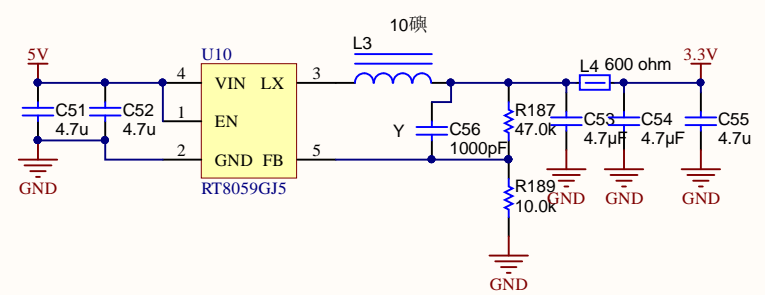 10碘
L3
5V
U10
L4 600 ohm
3.3V
4 VIN LX 3
C51
4.7u
C52
4.7u
1 EN
Y
C56
1000pF
R187
47.0k
C53
4.7µF
C54
4.7µF
C55
4.7u
2 GND FB 5
RT8059GJ5
GND
R189
10.0k
GND
GND
GND
GND